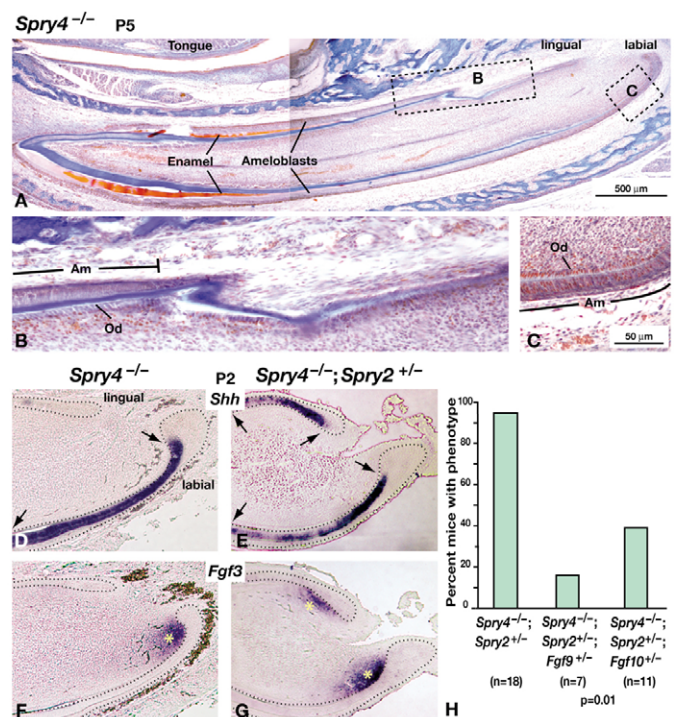 Spry4 −/− P5
Tongue
lingual
labial
B
C
Enamel
Ameloblasts
A
500 µm
Am
Od
B
Od
Am
C
50 µm
Spry4−/−
P2
Spry4−/−; Spry2+/−
lingual
Shh
labial
D
E
Fgf3
*
*
F
G
Percent mice with phenotype
100
80
60
40
20
0
Spry4−/−; Spry4−/−; Spry4−/−;
Spry2+/− Spry2+/−; Spry2+/−;
Fgf9+/− Fgf10+/−
(n=18) (n=7) (n=11)
H
p=0.01